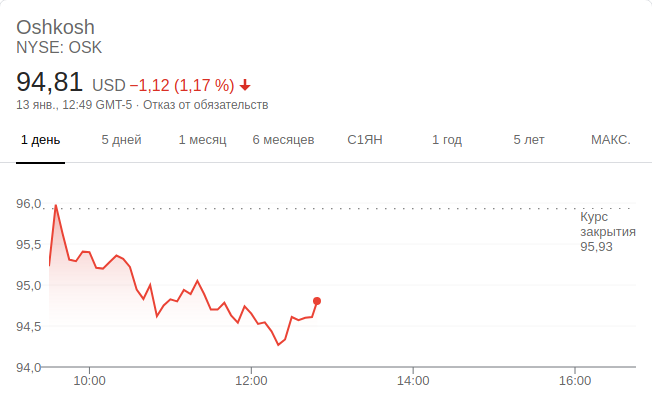 Oshkosh
NYSE: OSK
94,81 USD −1,12 (1,17 %)
13 янв., 12:49 GMT-5 · Отказ от обязательств
1 день 5 дней 1 месяц 6 месяцев С1ЯН 1 год 5 лет МАКС.
96,0
Курс
закрытия
95,93
95,5
95,0
94,5
94,0
10:00 12:00 14:00 16:00